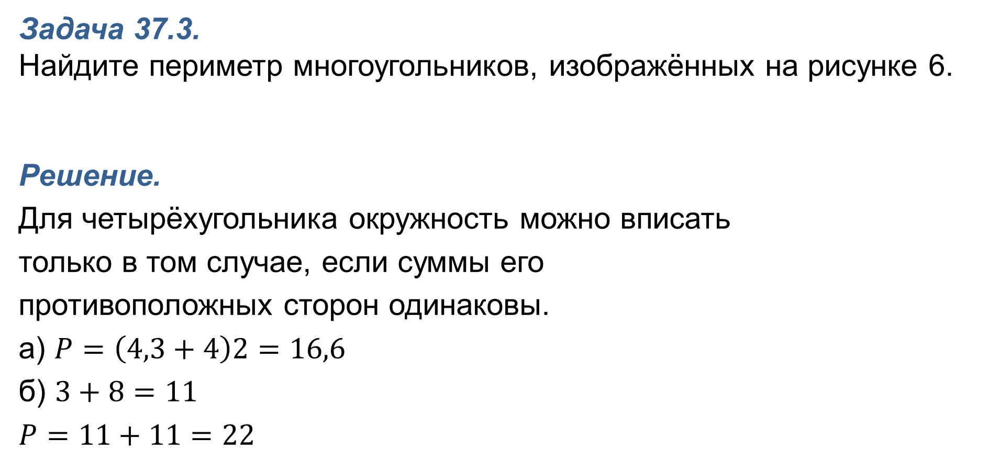 Задача 37.3.
Найдите периметр многоугольников, изображённых на рисунке 6.
Решение.
Для четырёхугольника окружность можно вписать
только в том случае, если суммы его
противоположных сторон одинаковы.
а) P = (4,3 + 4)2 = 16,6
б) 3 + 8 = 11
P = 11 + 11 = 22